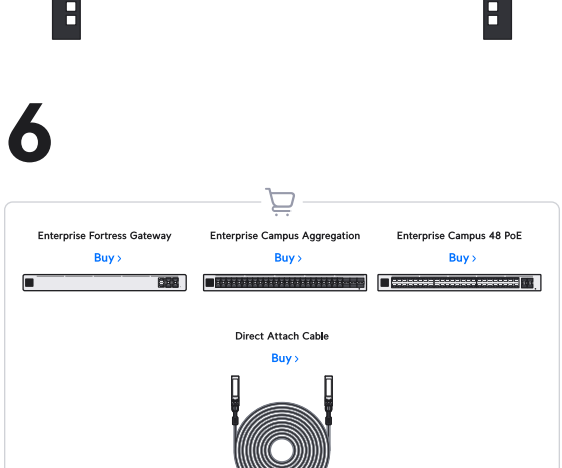 6
Enterprise Fortress Gateway Enterprise Campus Aggregation Enterprise Campus 48 PoE
Buy > Buy > Buy >
Direct Attach Cable
Buy >